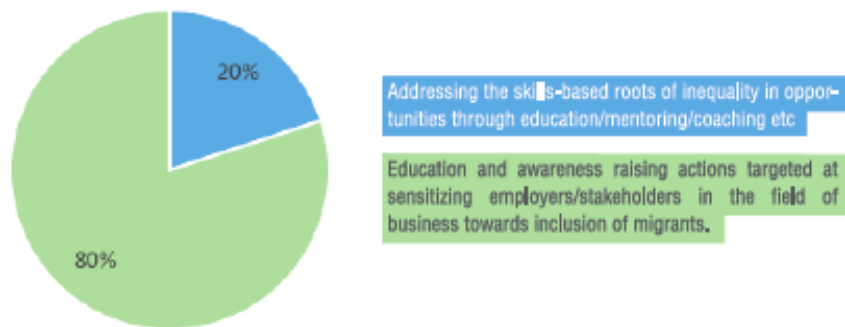 20%
80%
Addressing the skills-based roots of inequality in oppor-
tunities through education/mentoring/coaching etc
Education and awareness raising actions targeted at
sensitizing employers/stakeholders in the field of
business towards inclusion of migrants.